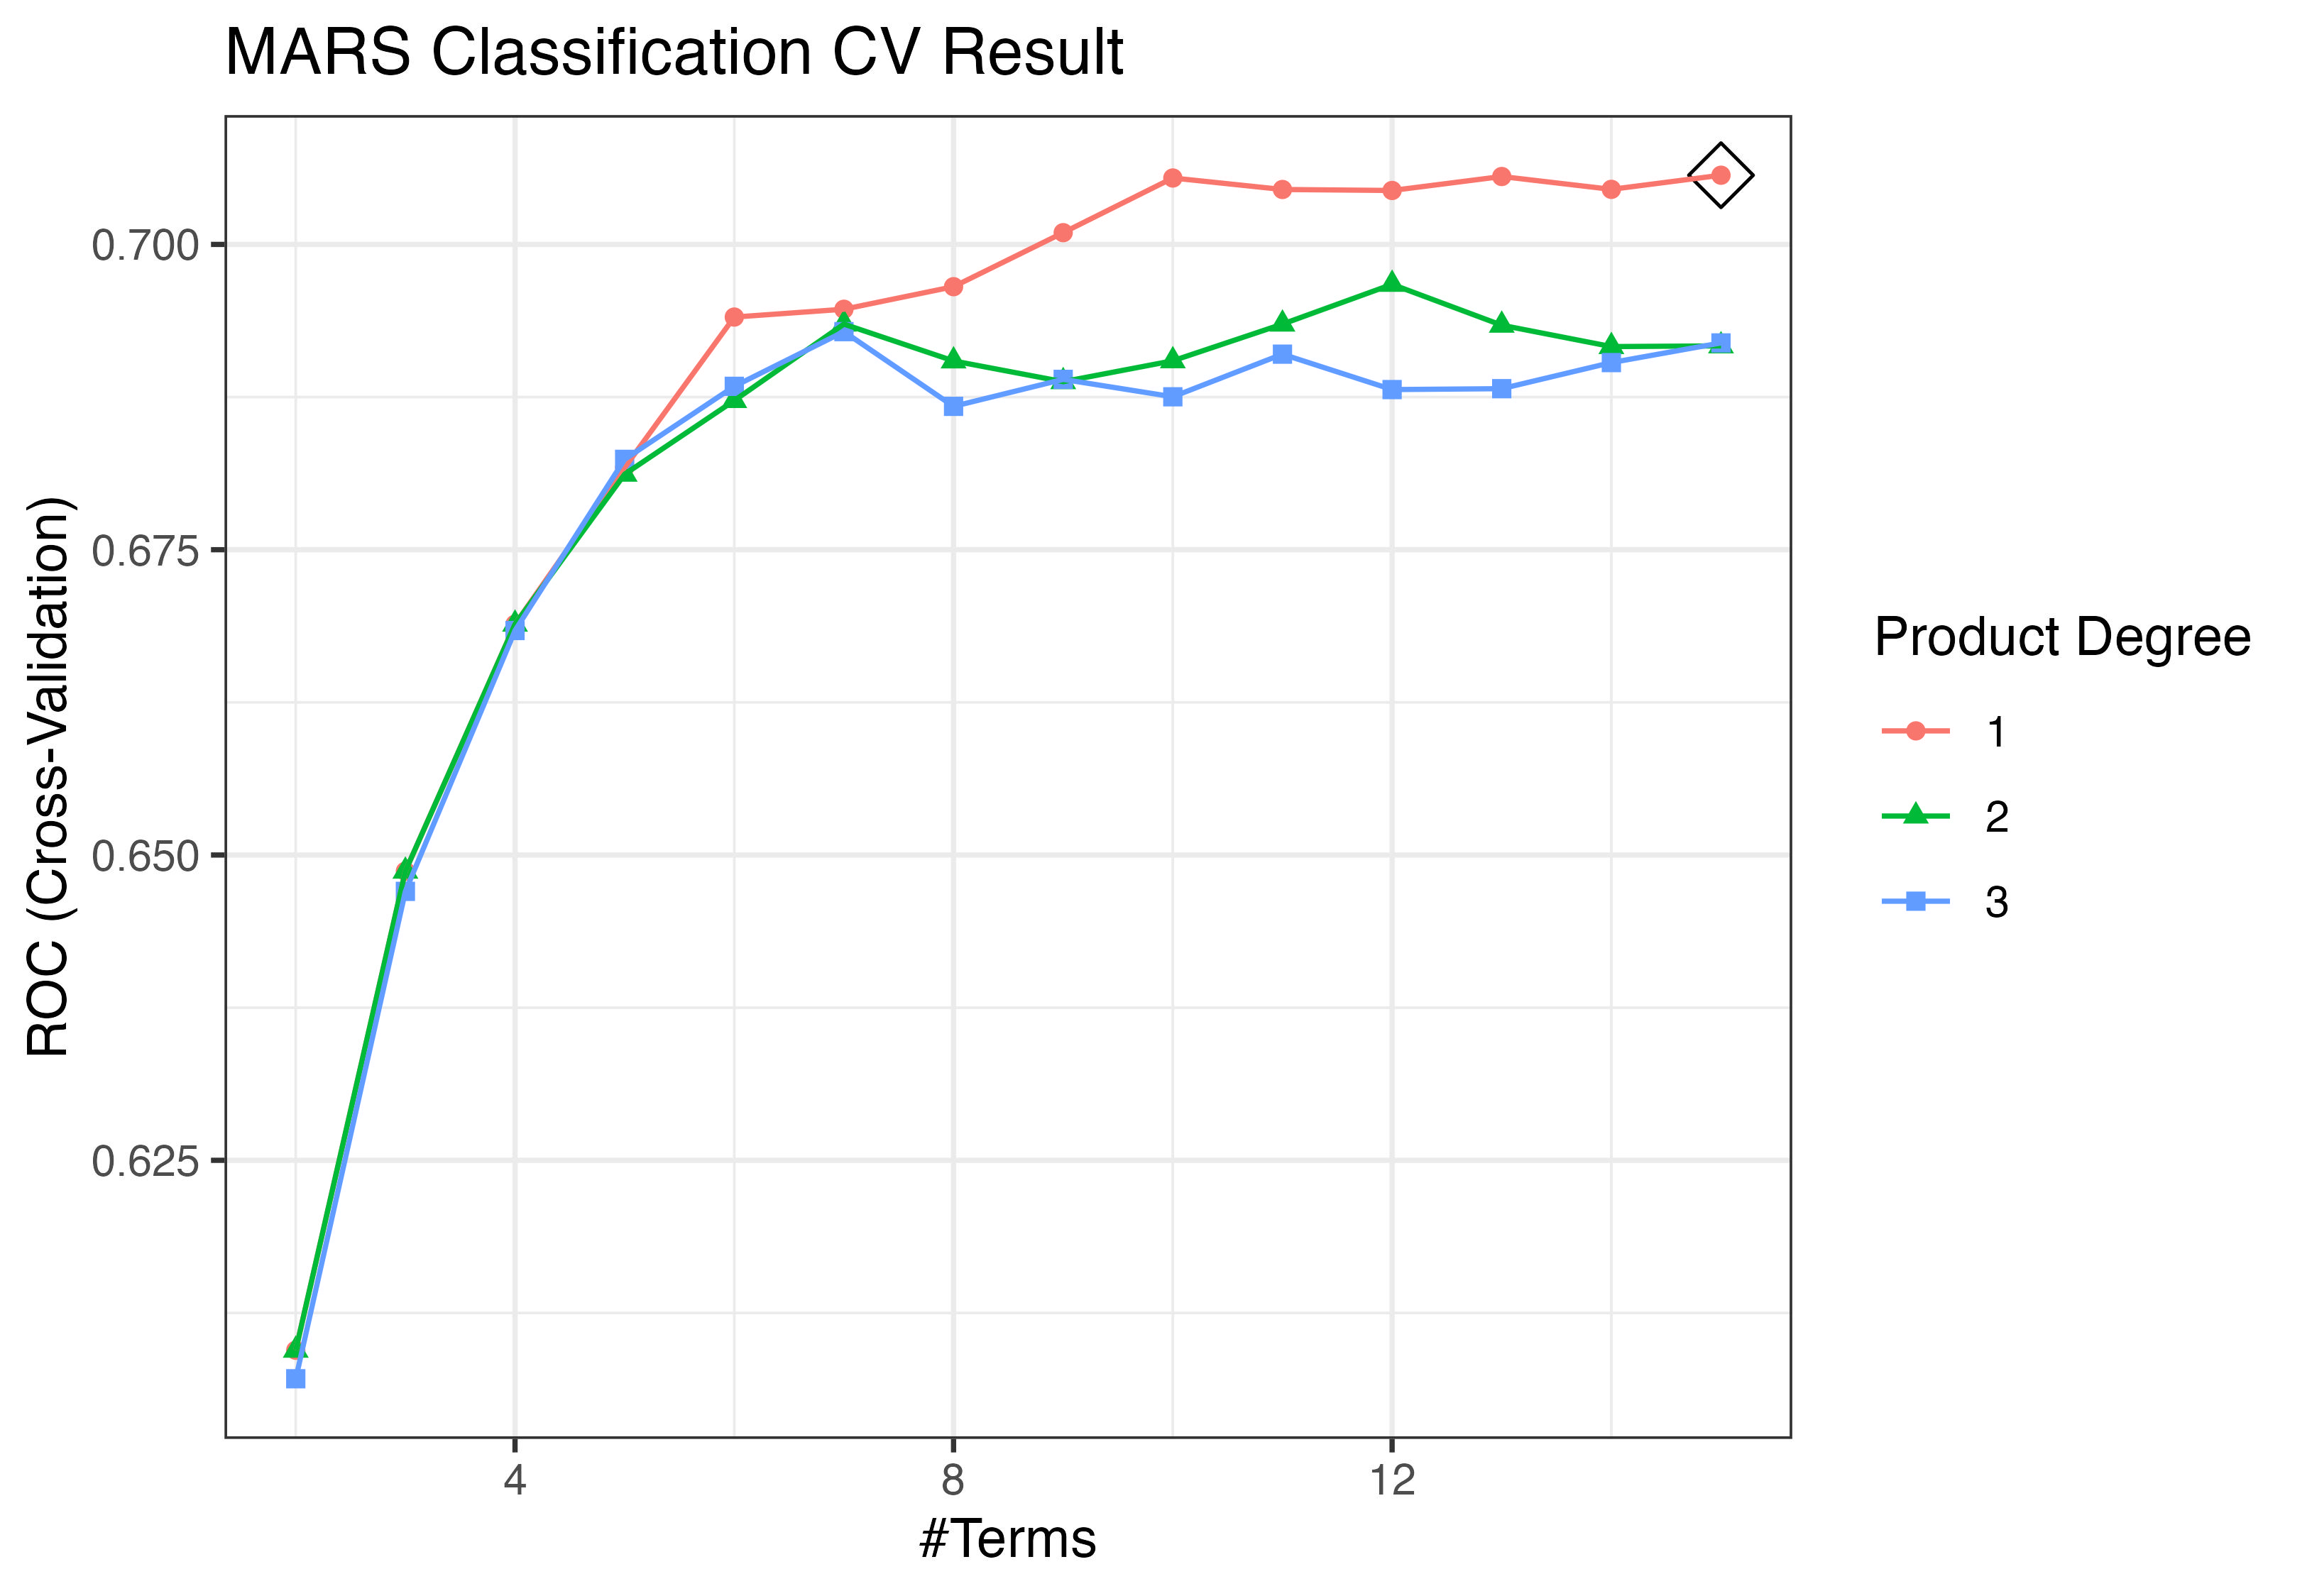 MARS Classification CV Result
ROC (Cross-Validation)
0.700
0.675
0.650
0.625
4
8
12
#Terms
Product Degree
1
2
3